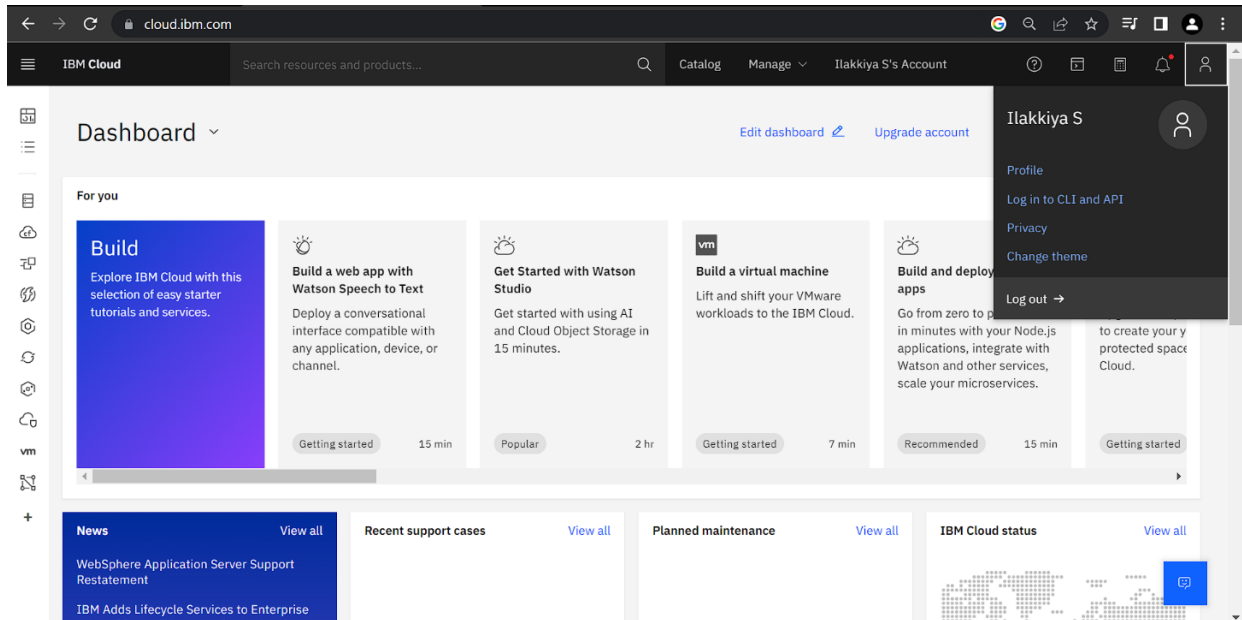 cloud.ibm.com
IBM Cloud
Search resources and products...
Catalog
Manage
Ilakkiya S's Account
Ilakkiya S
Profile
Log in to CLI and API
Privacy
Change theme
Log out →
Dashboard
Edit dashboard
Upgrade account
For you
Build
Explore IBM Cloud with this
selection of easy starter
tutorials and services.
Build a web app with
Watson Speech to Text
Deploy a conversational
interface compatible with
any application, device, or
channel.
Getting started
15 min
Get Started with Watson
Studio
Get started with using AI
and Cloud Object Storage in
15 minutes.
Popular
2 hr
vm
Build a virtual machine
Lift and shift your VMware
workloads to the IBM Cloud.
Getting started
7 min
Build and deploy
apps
Go from zero to p
in minutes with your Node.js
applications, integrate with
Watson and other services,
scale your microservices.
Recommended
15 min
to create your y
protected space
Cloud.
Getting started
vm
News
View all
WebSphere Application Server Support
Restatement
IBM Adds Lifecycle Services to Enterprise
Recent support cases
View all
Planned maintenance
View all
IBM Cloud status
View all